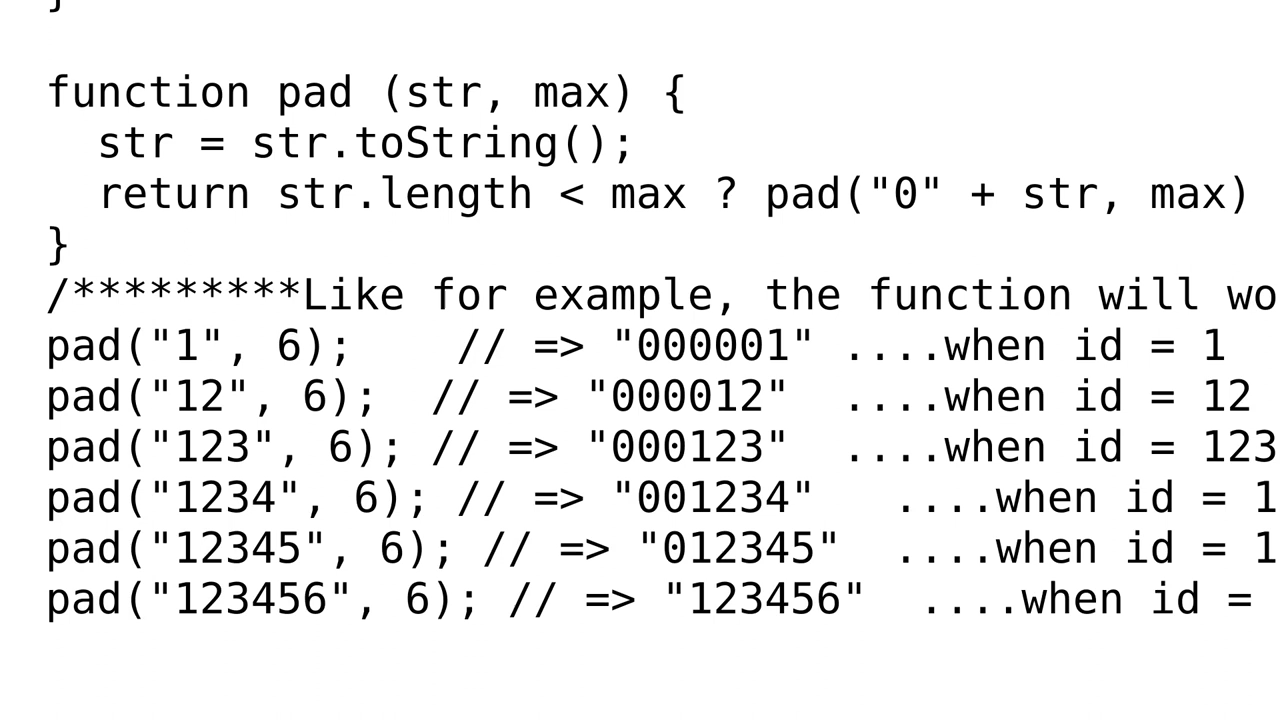 }
function pad (str, max) {
  str = str.toString();
  return str.length < max ? pad("0" + str, max)
}
/*********Like for example, the function will wo
pad("1", 6);    // => "000001" ....when id = 1
pad("12", 6);  // => "000012"  ....when id = 12
pad("123", 6); // => "000123"  ....when id = 123
pad("1234", 6); // => "001234"   ....when id = 1
pad("12345", 6); // => "012345"  ....when id = 1
pad("123456", 6); // => "123456"  ....when id =